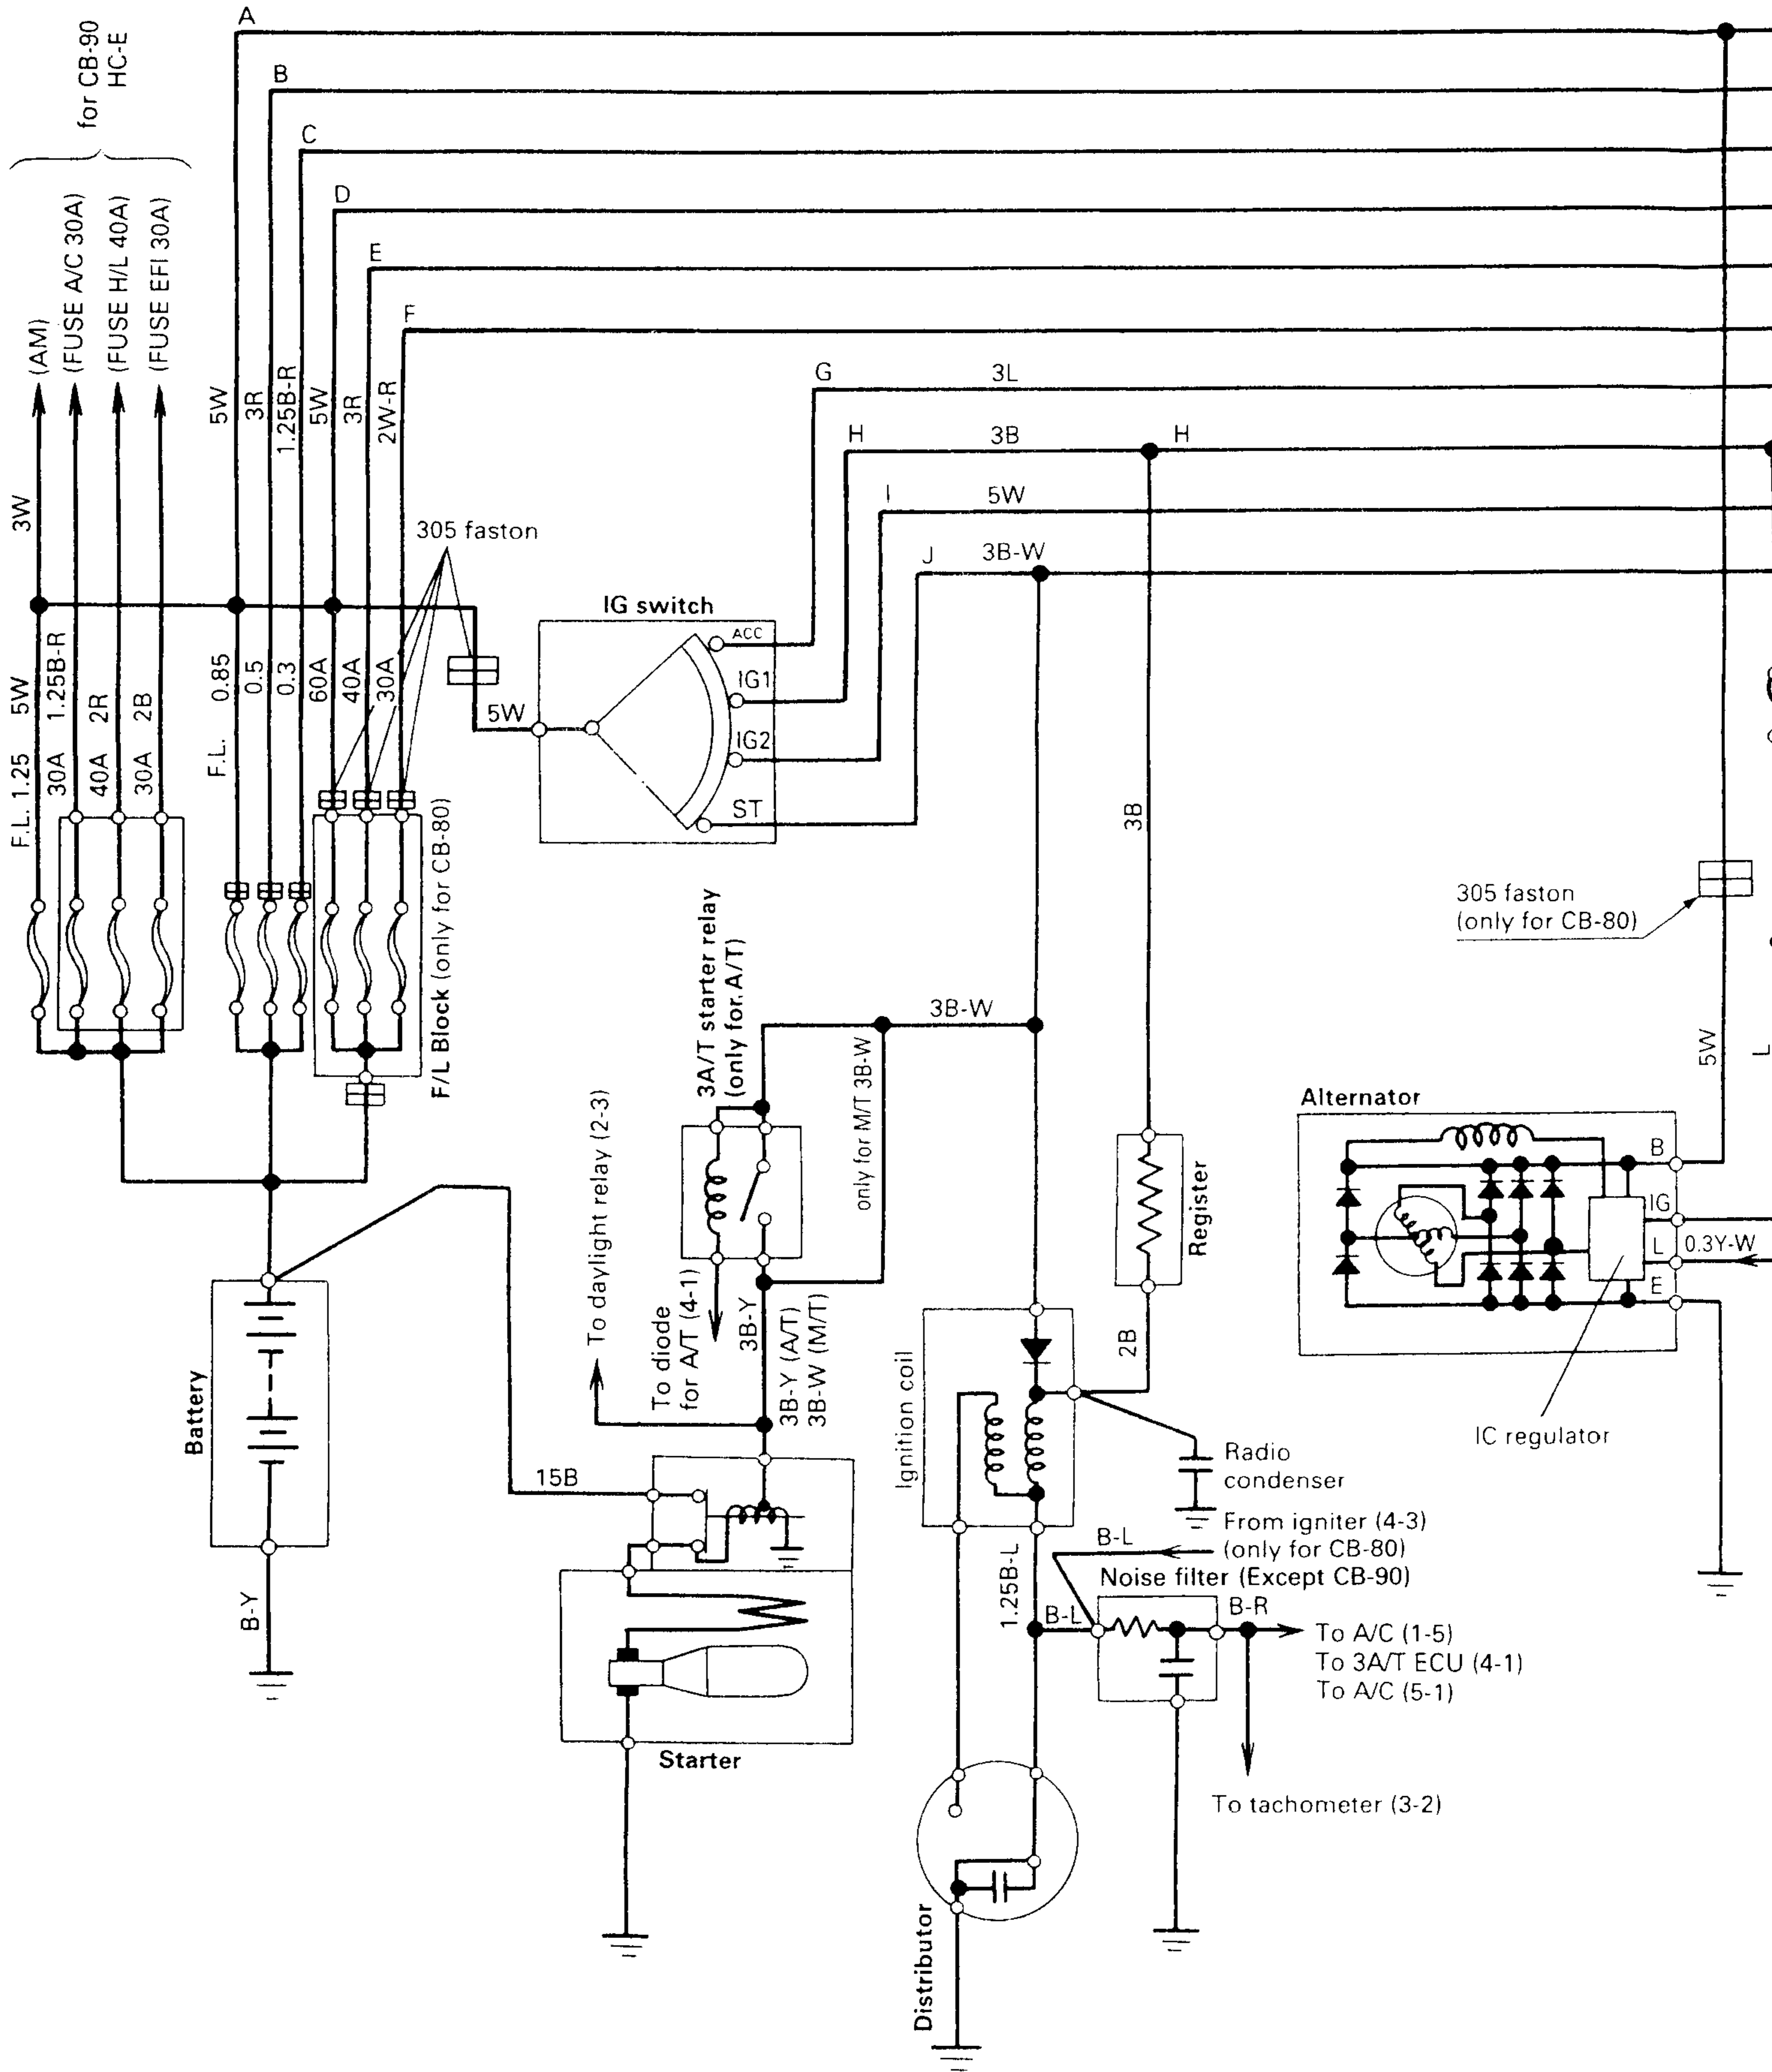 A
B
C
D
E
F
for CB-90
HC-E
(AM)
(FUSE A/C 30A)
(FUSE H/L 40A)
(FUSE EFI 30A)
5W
3R
1.25B-R
5W
3R
2W-R
G
3L
H
3B
H
I
5W
J
3B-W
3W
305 faston
IG switch
ACC
IG1
IG2
ST
5W
F.L. 1.25
5W
30A
1.25B-R
40A
2R
30A
2B
F.L.
0.85
0.5
0.3
60A
40A
30A
F/L Block (only for CB-80)
3B
305 faston
(only for CB-80)
3A/T starter relay
(only for.A/T)
3B-W
only for M/T 3B-W
5W
L
Alternator
B
IG
L
0.3Y-W
E
IC regulator
Register
2B
To daylight relay (2-3)
To diode
for A/T (4-1)
3B-Y
3B-Y (A/T)
3B-W (M/T)
Battery
B-Y
15B
Starter
Ignition coil
Radio
condenser
From igniter (4-3)
(only for CB-80)
B-L
Noise filter (Except CB-90)
1.25B-L
B-L
B-R
To A/C (1-5)
To 3A/T ECU (4-1)
To A/C (5-1)
To tachometer (3-2)
Distributor